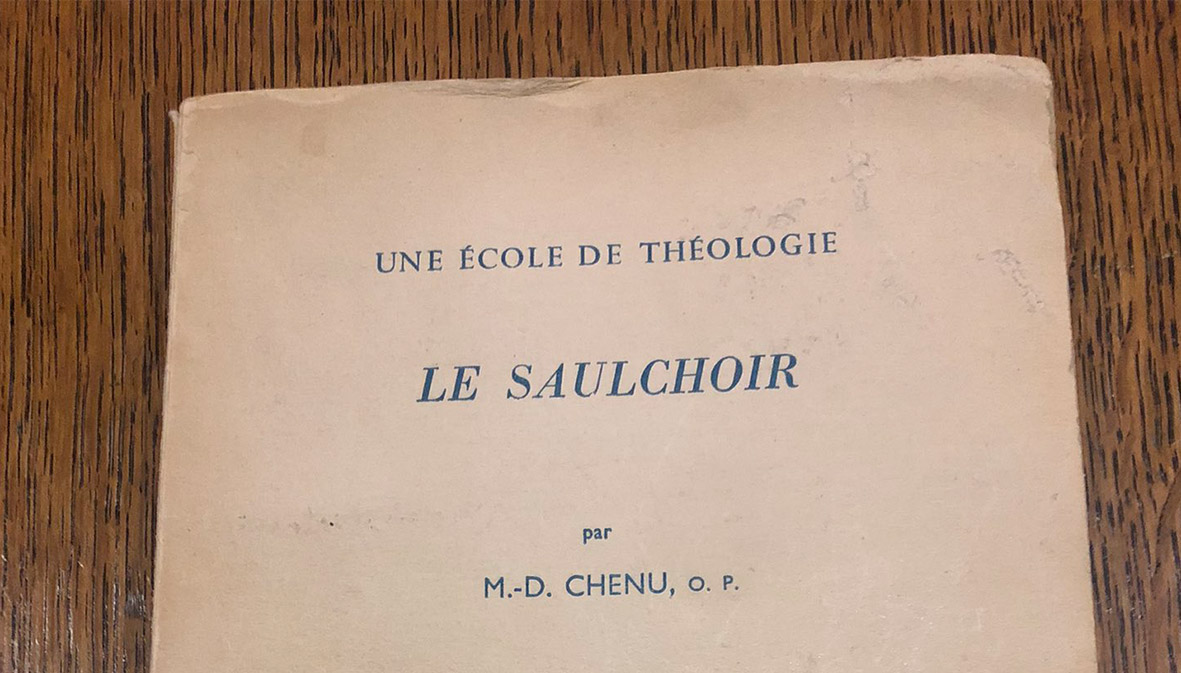 UNE ÉCOLE DE THÉOLOGIE
LE SAULCHOIR
par
M.-D. CHENU, O. P.